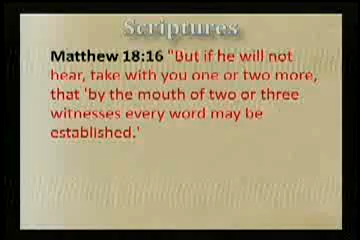 Scriptures
Matthew 18:16 "But if he will not
hear, take with you one or two more,
that 'by the mouth of two or three
witnesses every word may be
established.'